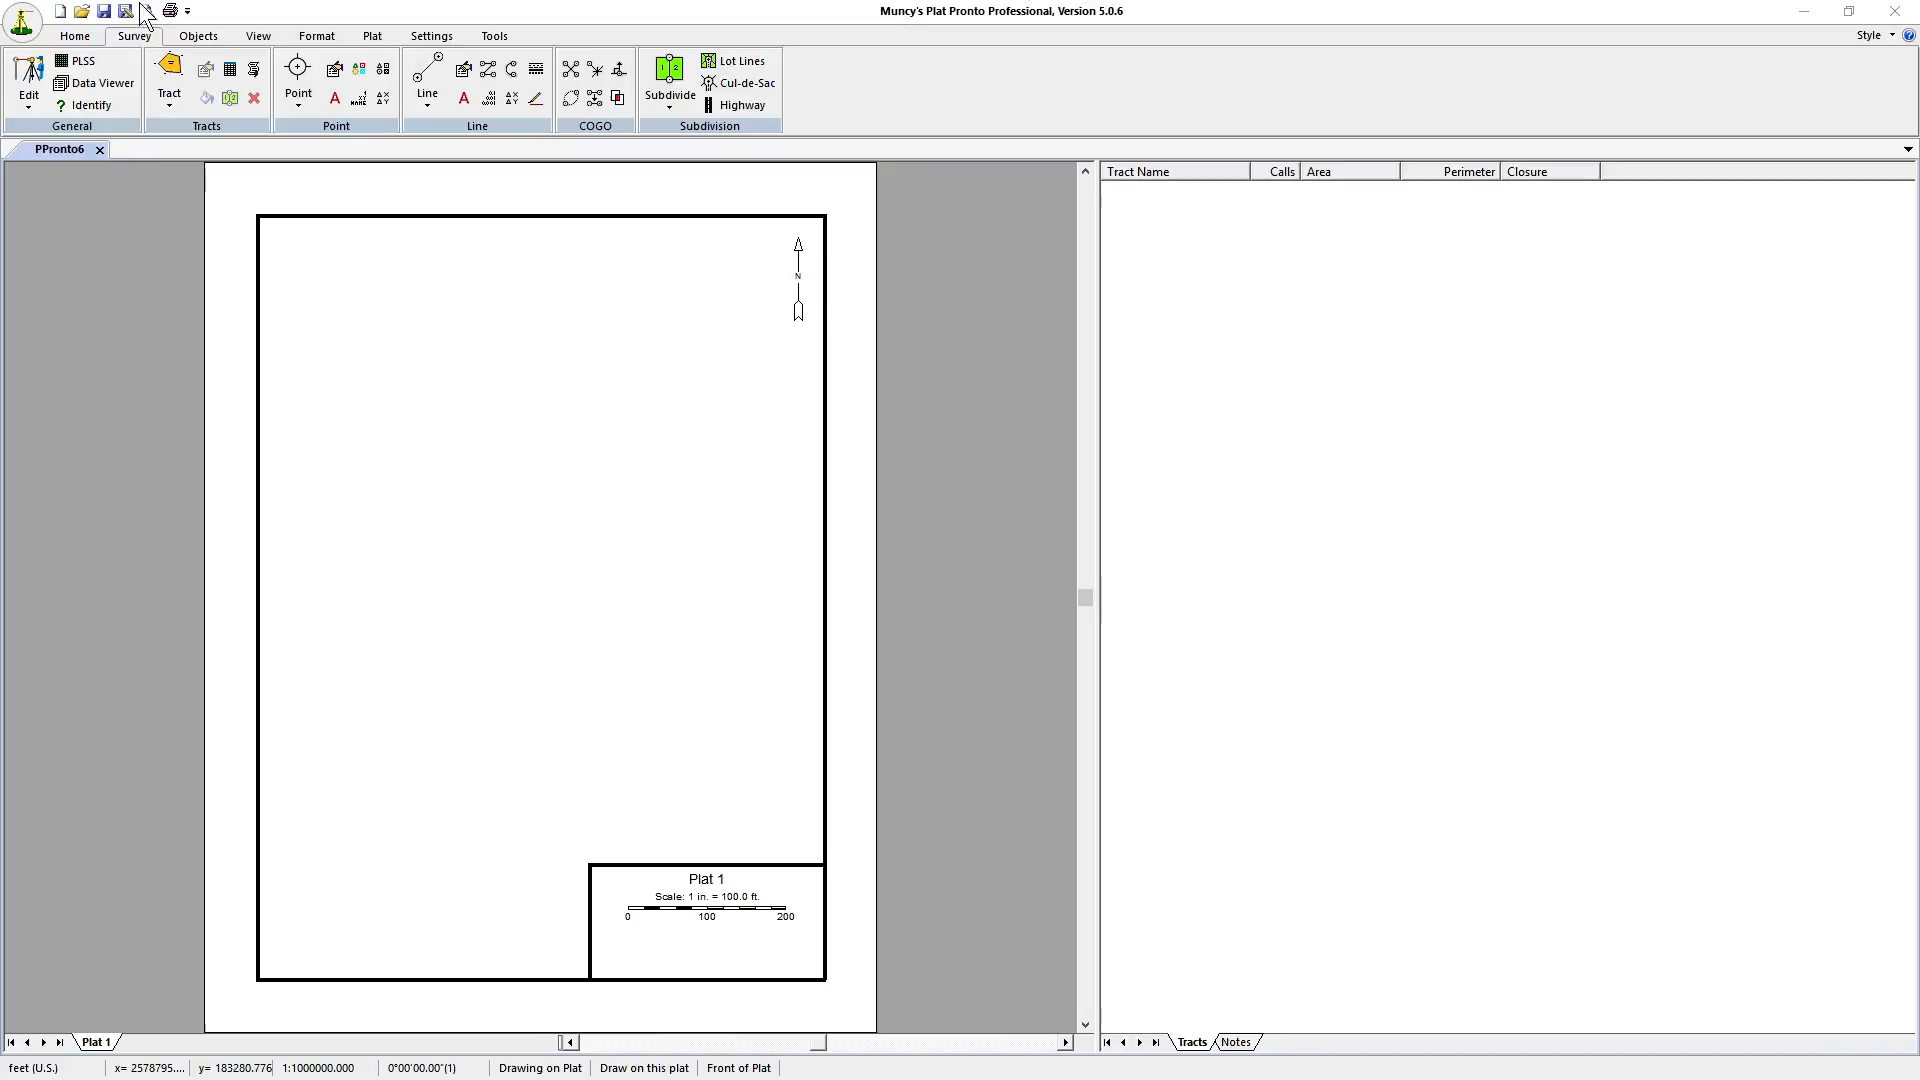 Muncy's Plat Pronto Professional, Version 5.0.6
Home Survey Objects View Format Plat Settings Tools Style
PLSS
Data Viewer
Identify
Edit
Tract
Point
Line
Subdivide
Lot Lines
Cul-de-Sac
Highway
General Tracts Point Line COGO Subdivision
PPronto6
Tract Name Calls Area Perimeter Closure
N
Plat 1
Scale: 1 in. = 100.0 ft.
0 100 200
Plat 1
Tracts Notes
feet (U.S.) x= 2578795.... y= 183280.776 1:1000000.000 0°00'00.00"(1) Drawing on Plat Draw on this plat Front of Plat